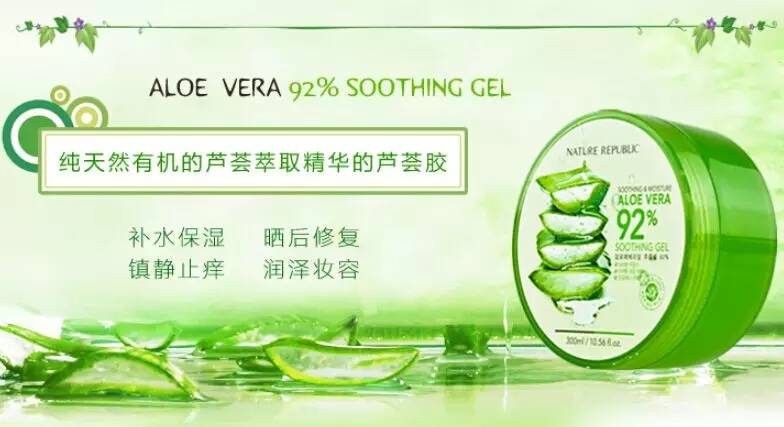 ALOE VERA 92% SOOTHING GEL
纯天然有机的芦荟萃取精华的芦荟胶
补水保湿 晒后修复
镇静止痒 润泽妆容
NATURE REPUBLIC
SOOTHING & MOISTURE
ALOE VERA
92%
SOOTHING GEL
300ml / 10.56 fl.oz.